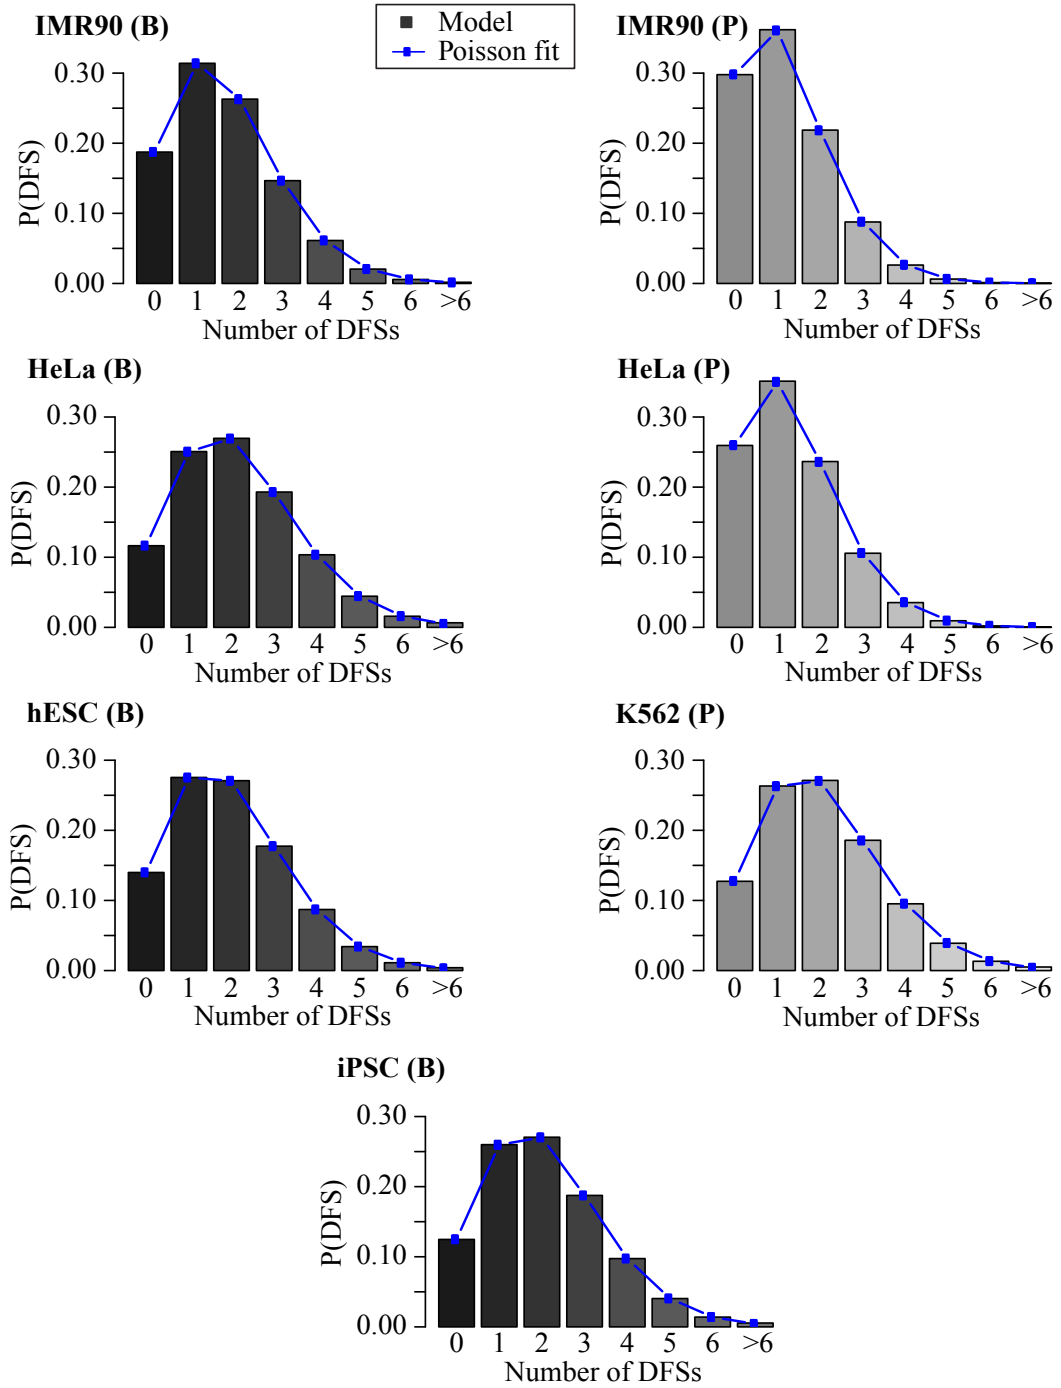 IMR90 (B)
Model
Poisson fit
IMR90 (P)
0.30
0.20
0.10
0.00
P(DFS)
0 1 2 3 4 5 6 >6
Number of DFSs
0.30
0.20
0.10
0.00
P(DFS)
0 1 2 3 4 5 6 >6
Number of DFSs
HeLa (B)
0.30
0.20
0.10
0.00
P(DFS)
0 1 2 3 4 5 6 >6
Number of DFSs
HeLa (P)
0.30
0.20
0.10
0.00
P(DFS)
0 1 2 3 4 5 6 >6
Number of DFSs
hESC (B)
0.30
0.20
0.10
0.00
P(DFS)
0 1 2 3 4 5 6 >6
Number of DFSs
K562 (P)
0.30
0.20
0.10
0.00
P(DFS)
0 1 2 3 4 5 6 >6
Number of DFSs
iPSC (B)
0.30
0.20
0.10
0.00
P(DFS)
0 1 2 3 4 5 6 >6
Number of DFSs